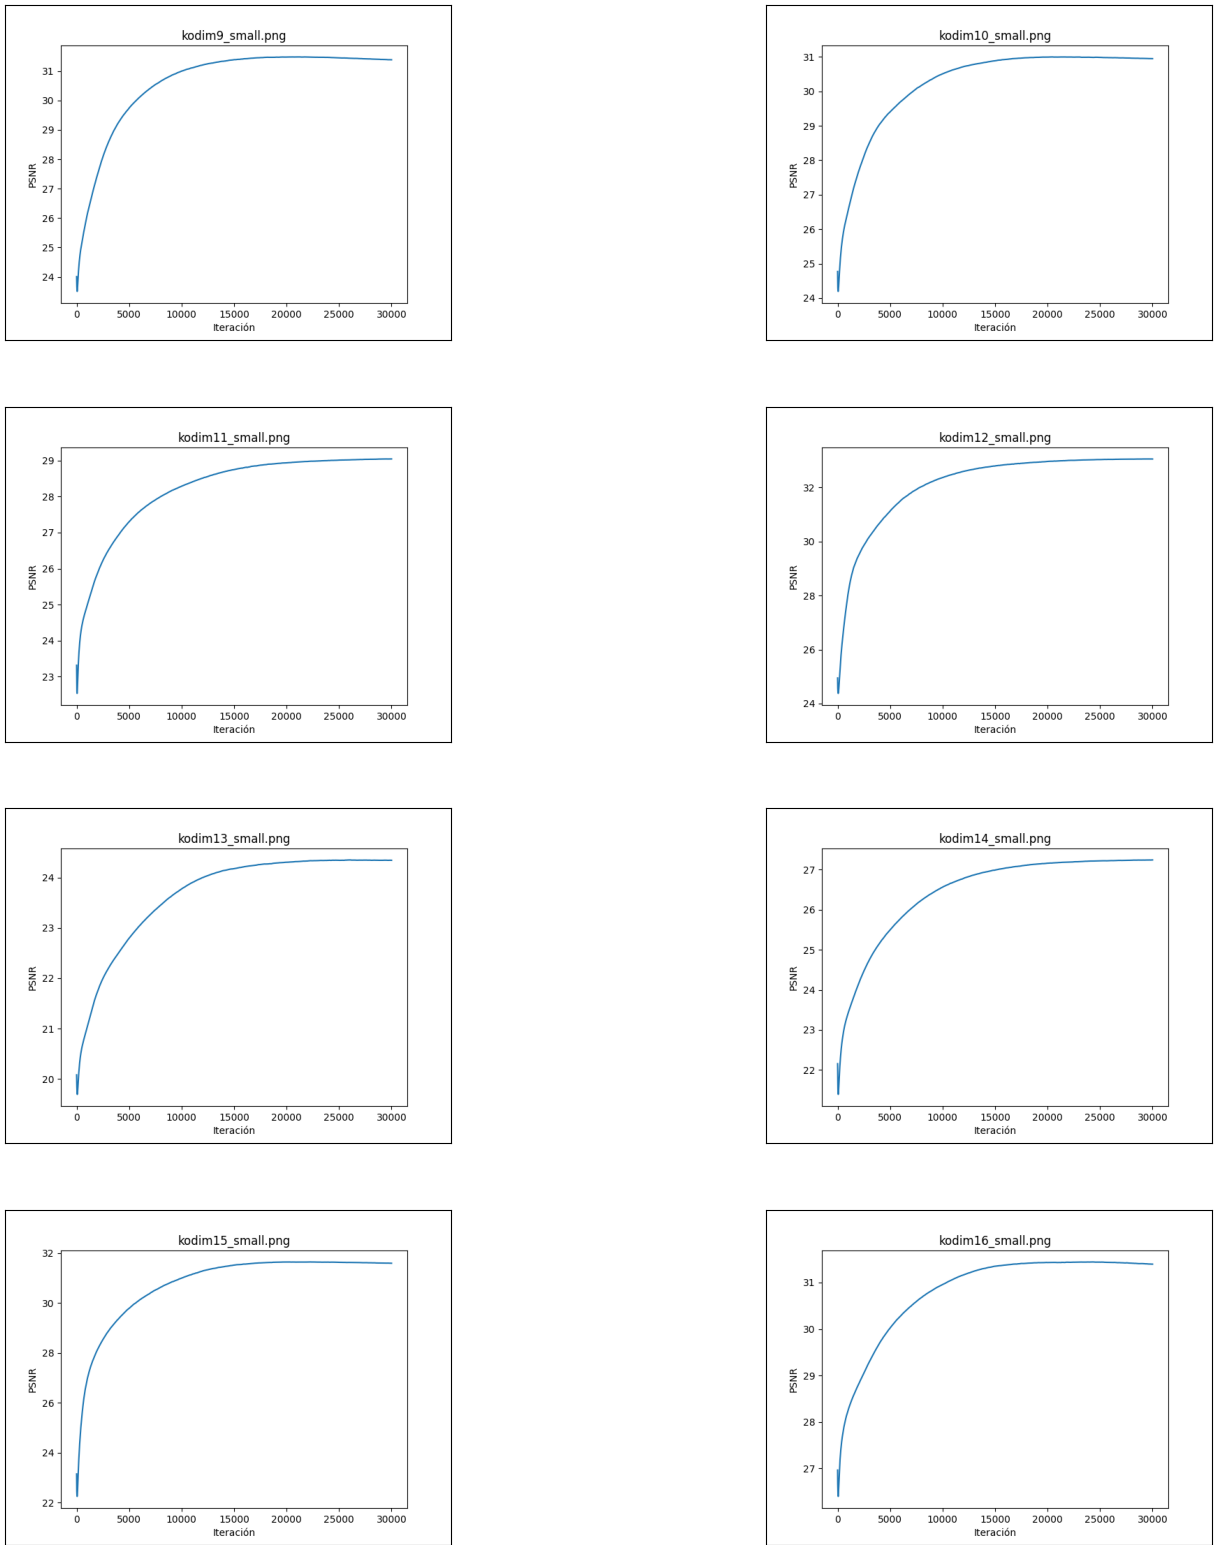 kodim9_small.png
PSNR
31
30
29
28
27
26
25
24
0 5000 10000 15000 20000 25000 30000
Iteración
kodim10_small.png
PSNR
31
30
29
28
27
26
25
24
0 5000 10000 15000 20000 25000 30000
Iteración
kodim11_small.png
PSNR
29
28
27
26
25
24
23
0 5000 10000 15000 20000 25000 30000
Iteración
kodim12_small.png
PSNR
32
30
28
26
24
0 5000 10000 15000 20000 25000 30000
Iteración
kodim13_small.png
PSNR
24
23
22
21
20
0 5000 10000 15000 20000 25000 30000
Iteración
kodim14_small.png
PSNR
27
26
25
24
23
22
0 5000 10000 15000 20000 25000 30000
Iteración
kodim15_small.png
PSNR
32
30
28
26
24
22
0 5000 10000 15000 20000 25000 30000
Iteración
kodim16_small.png
PSNR
31
30
29
28
27
0 5000 10000 15000 20000 25000 30000
Iteración